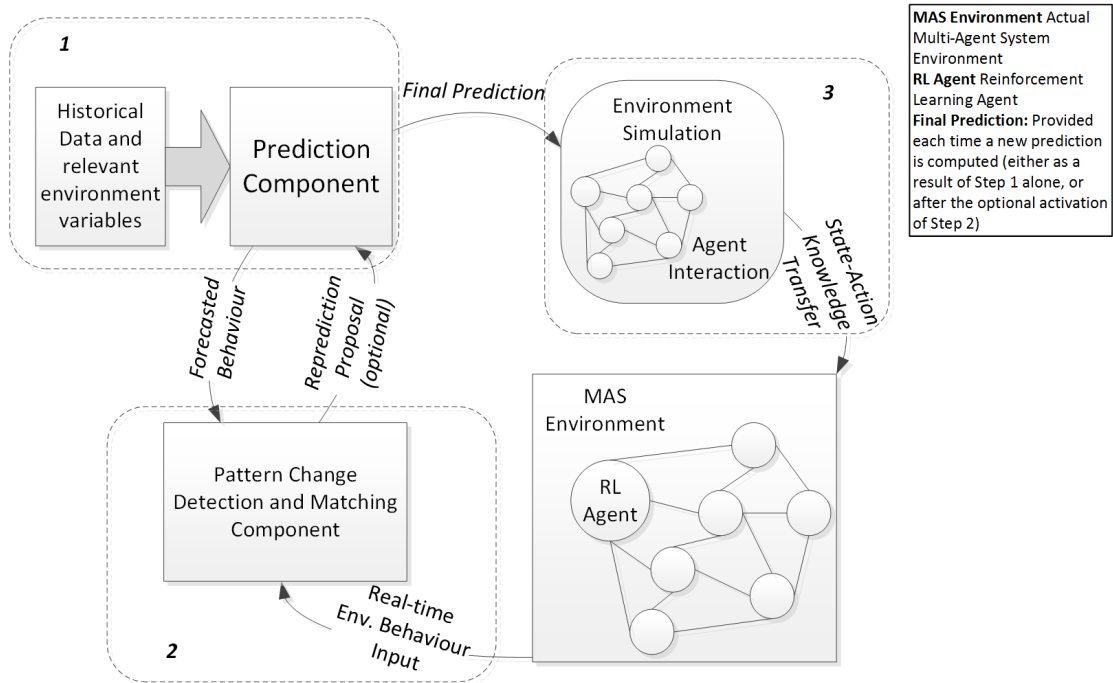 1
Historical
Data and
relevant
environment
variables
Prediction
Component
Final Prediction
3
Environment
Simulation
Agent
Interaction
State-Action
Knowledge
Transfer
MAS Environment Actual
Multi-Agent System
Environment
RL Agent Reinforcement
Learning Agent
Final Prediction: Provided
each time a new prediction
is computed (either as a
result of Step 1 alone, or
after the optional activation
of Step 2)
Forecasted
Behaviour
Reprediction
Proposal
(optional)
MAS
Environment
RL
Agent
Pattern Change
Detection and Matching
Component
Real-time
Env. Behaviour
Input
2